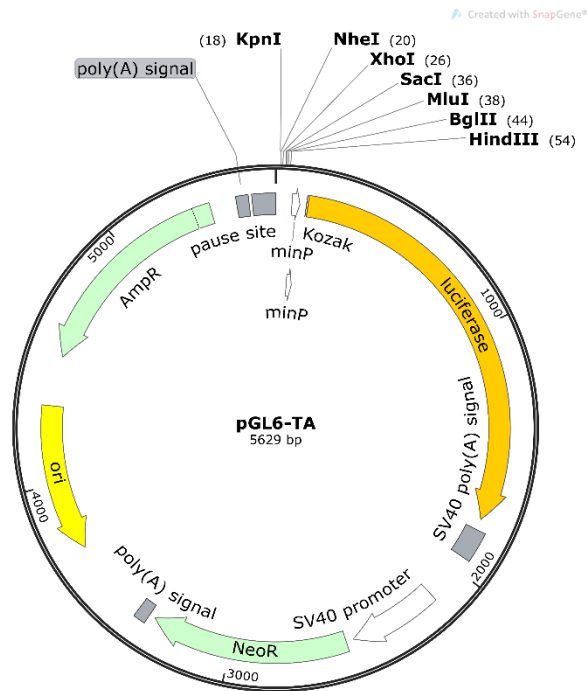 Created with SnapGene®
(18) KpnI
NheI (20)
XhoI (26)
SacI (36)
MluI (38)
BglII (44)
HindIII (54)
poly(A) signal
pause site
Kozak
minP
minP
luciferase
1000
SV40 poly(A) signal
2000
SV40 promoter
NeoR
3000
poly(A) signal
ori
4000
AmpR
5000
pGL6-TA
5629 bp